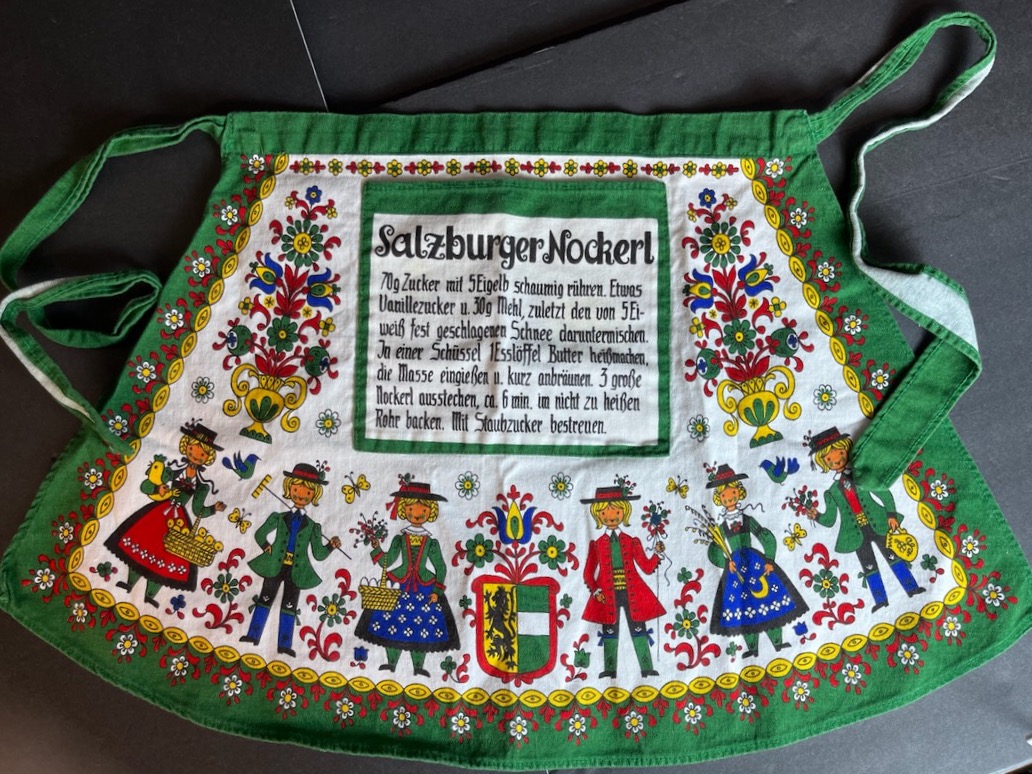 Salzburger Nockerl
70g Zucker mit 5 Eigelb schaumig rühren. Etwas
Vanillezucker u. 30g Mehl, zuletzt den von 5 Ei-
weiß fest geschlagenen Schnee daruntermischen.
In einer Schüssel 1 Esslöffel Butter heißmachen,
die Masse eingießen u. kurz anbräunen. 3 große
Nockerl ausstechen, ca. 6 min. im nicht zu heißen
Rohr backen. Mit Staubzucker bestreuen.